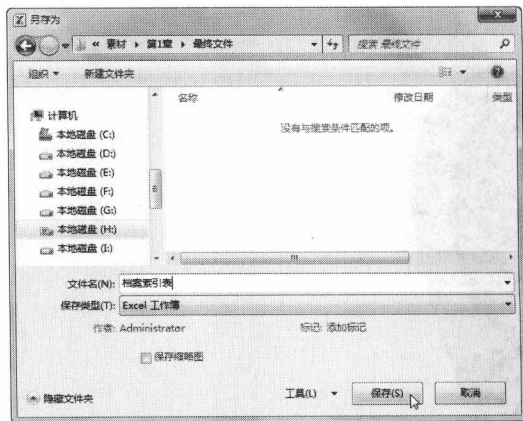 另存为
« 素材 ▸ 第1章 ▸ 最终文件
搜索 最终文件
组织 ▾ 新建文件夹
名称 修改日期 类型
没有与搜索条件匹配的项。
计算机
本地磁盘 (C:)
本地磁盘 (D:)
本地磁盘 (E:)
本地磁盘 (F:)
本地磁盘 (G:)
本地磁盘 (H:)
本地磁盘 (I:)
文件名(N): 档案索引表
保存类型(T): Excel 工作簿
作者: Administrator 标记: 添加标记
保存缩略图
隐藏文件夹 工具(L) ▾ 保存(S) 取消